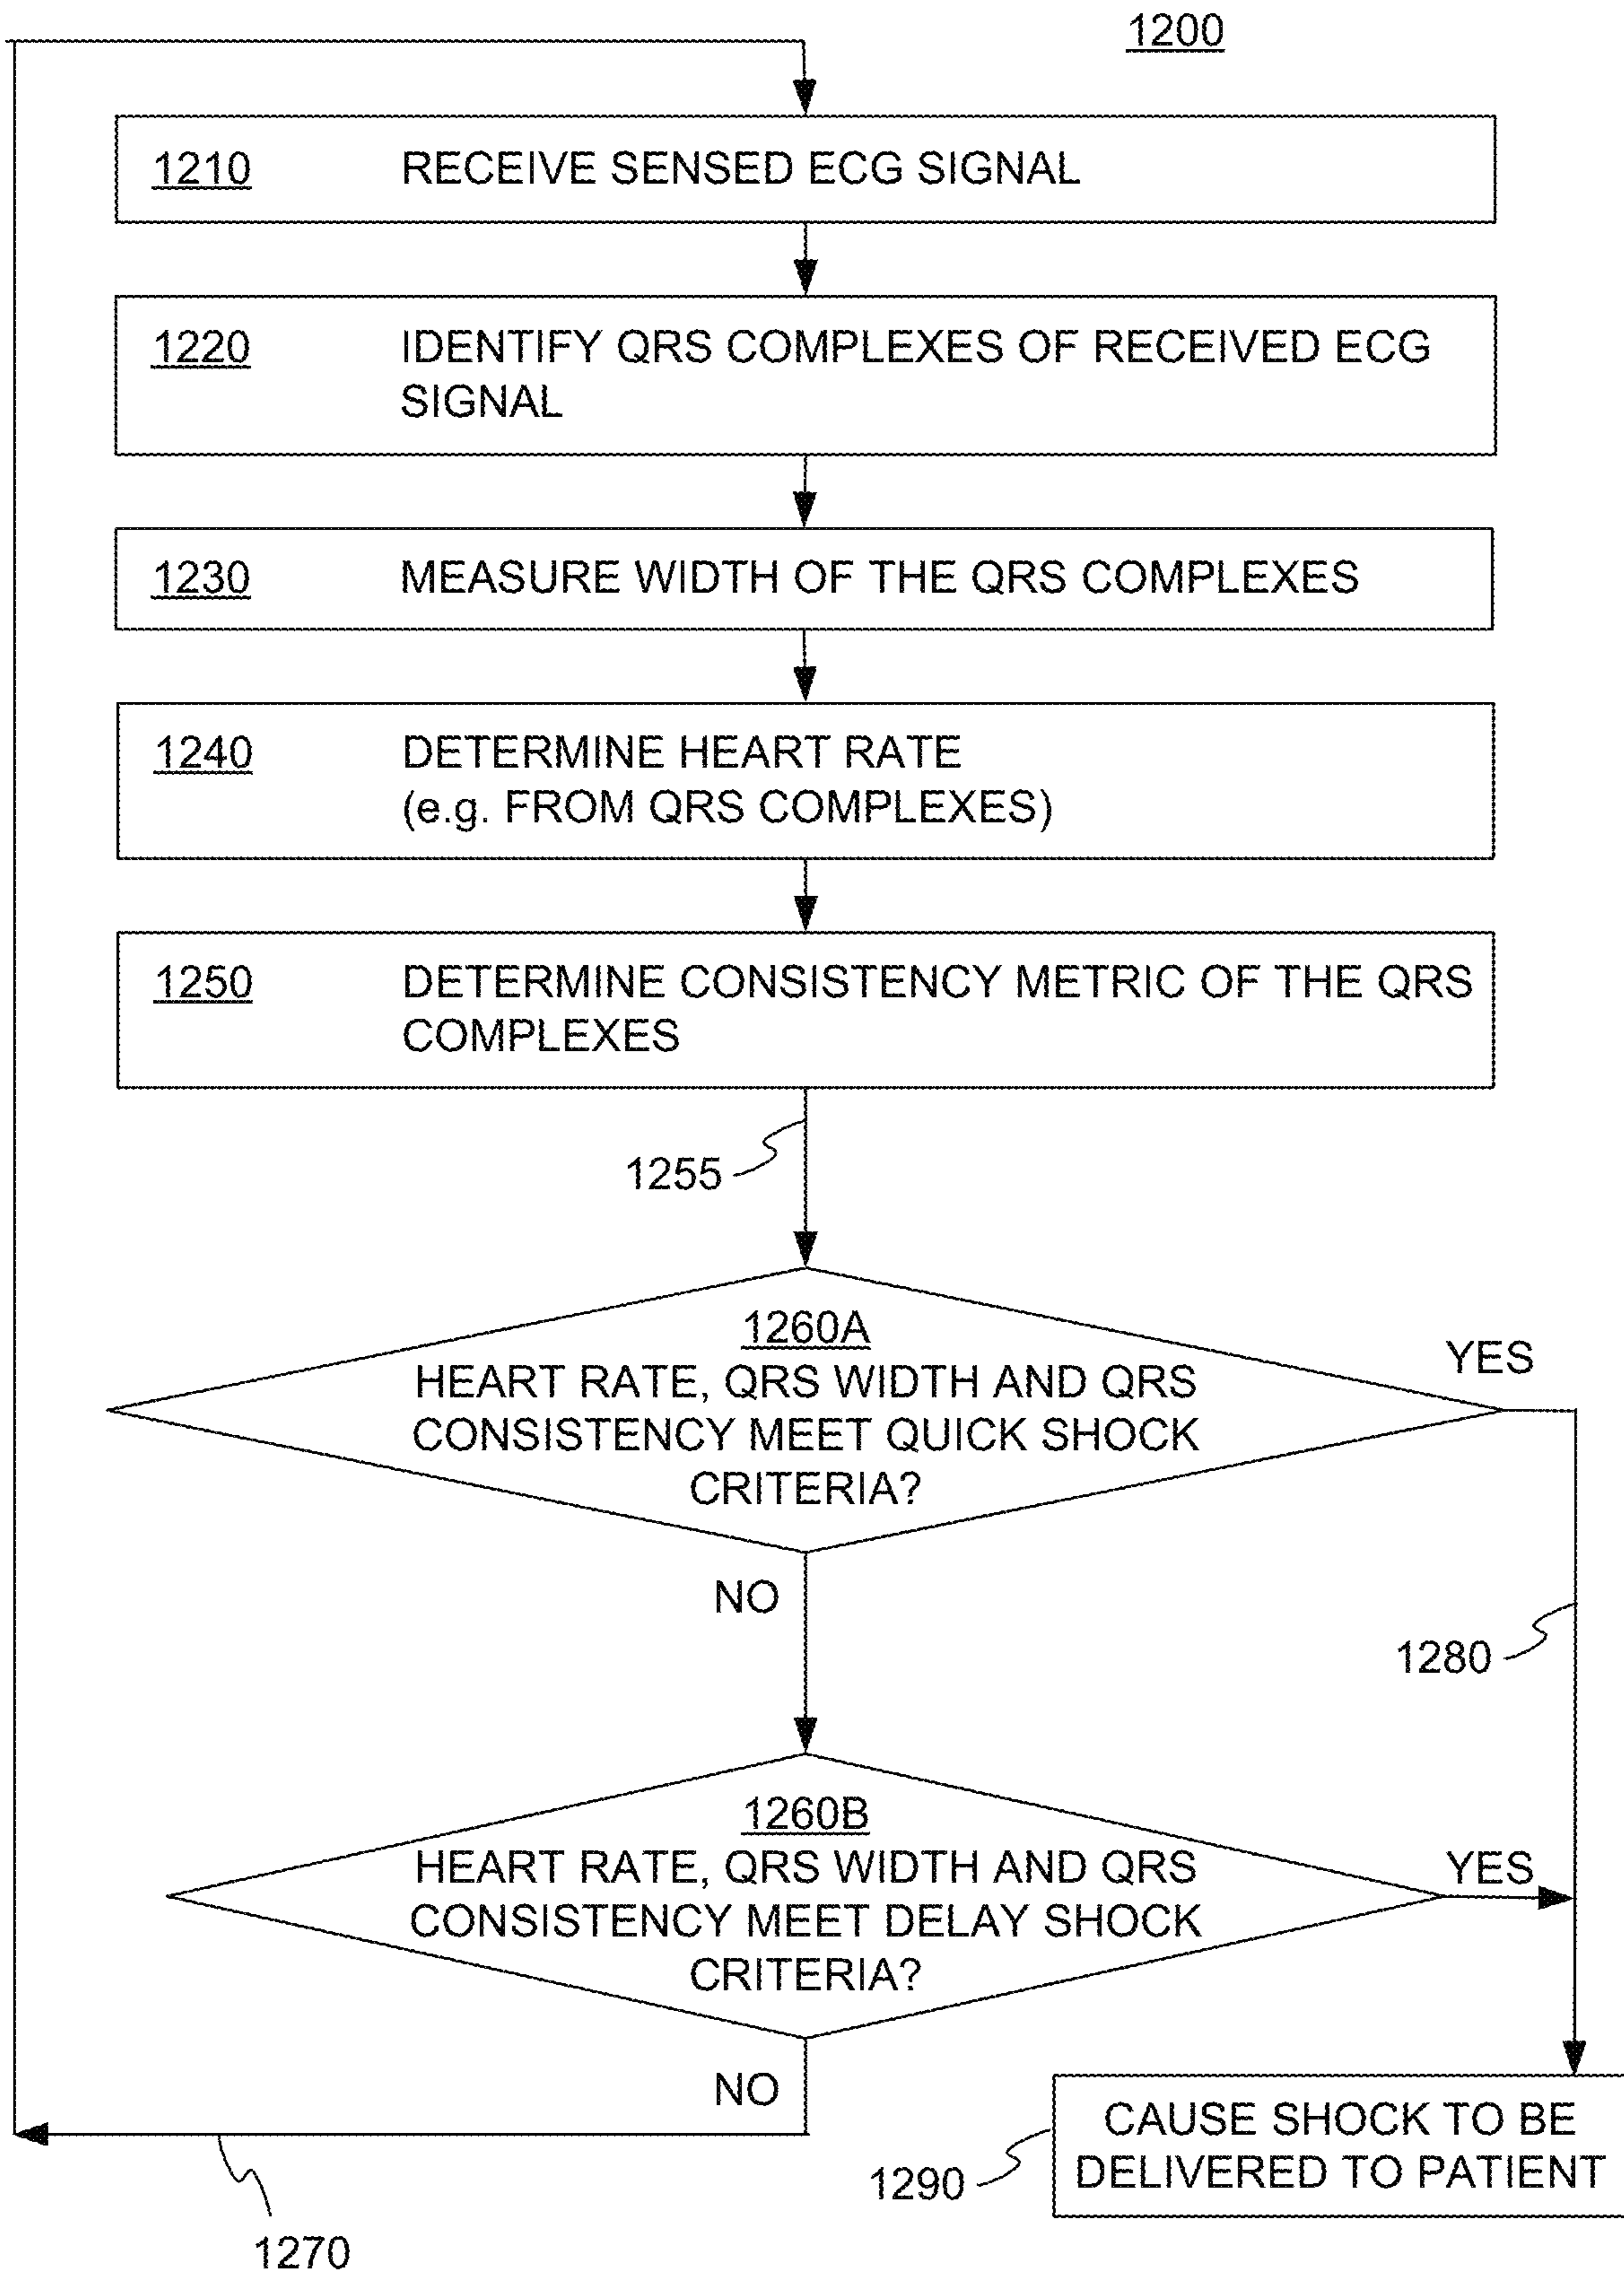 1200
1210 RECEIVE SENSED ECG SIGNAL
1220 IDENTIFY QRS COMPLEXES OF RECEIVED ECG
SIGNAL
1230 MEASURE WIDTH OF THE QRS COMPLEXES
1240 DETERMINE HEART RATE
(e.g. FROM QRS COMPLEXES)
1250 DETERMINE CONSISTENCY METRIC OF THE QRS
COMPLEXES
1255
1260A
HEART RATE, QRS WIDTH AND QRS
CONSISTENCY MEET QUICK SHOCK
CRITERIA?
YES
NO
1280
1260B
HEART RATE, QRS WIDTH AND QRS
CONSISTENCY MEET DELAY SHOCK
CRITERIA?
YES
NO
CAUSE SHOCK TO BE
DELIVERED TO PATIENT
1290
1270